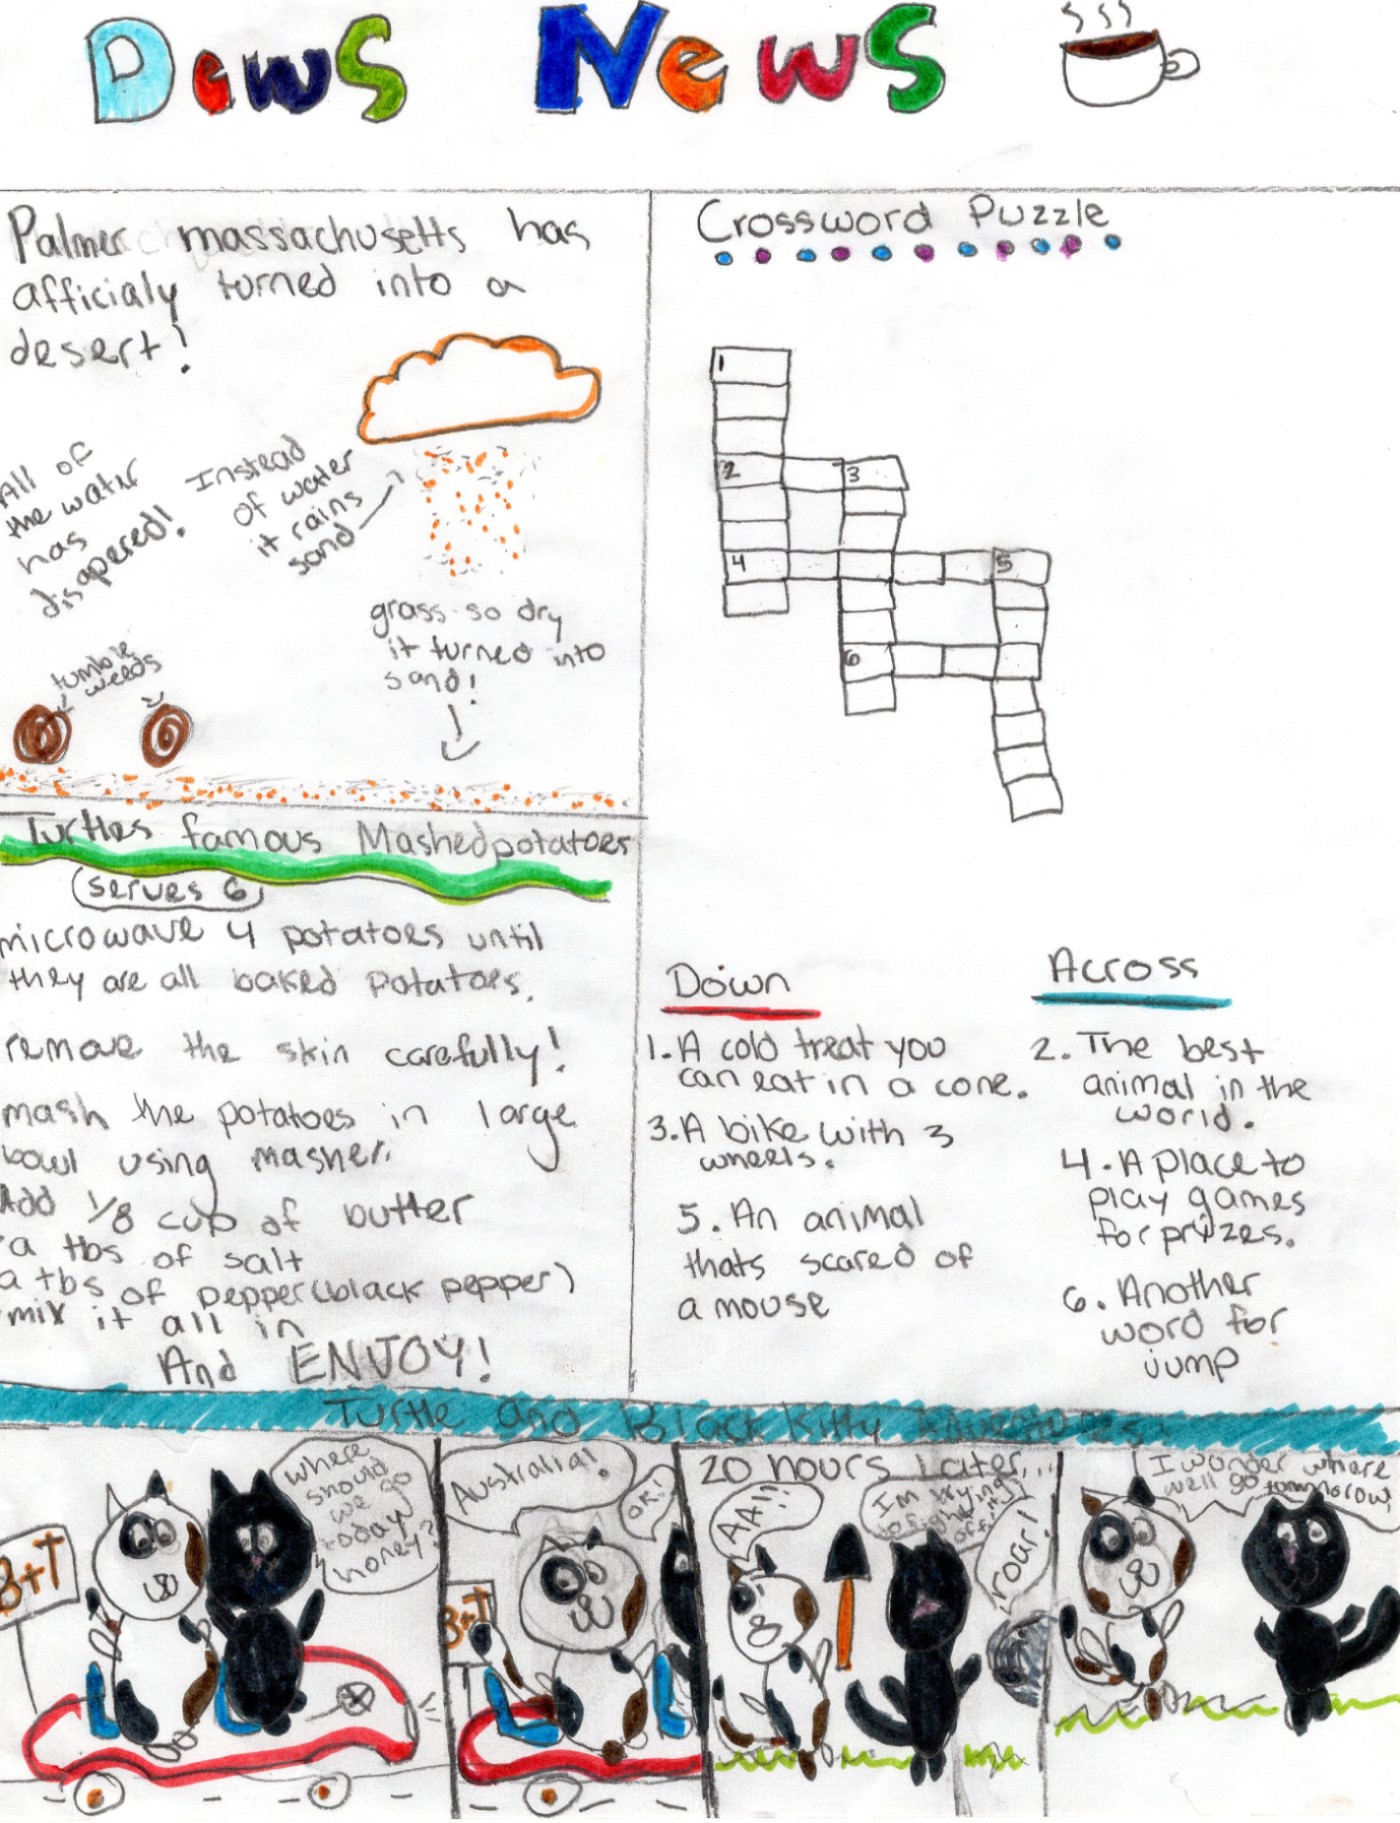 Dews News
Palmer massachusetts has
afficialy turned into a
desert!
All of
the water
has
disapered!
Instead
of water
it rains
sand
grass so dry
it turned into
sand!
tumble
weeds
Turtles famous Mashedpotatoes
serves 6
microwave 4 potatoes until
they are all baked potatoes.
remove the skin carefully!
mash the potatoes in large
bowl using masher.
Add 1/8 cup of butter
a tbs of salt
a tbs of pepper(black pepper)
mix it all in
And ENJOY!
Crossword Puzzle
1
2 3
4 5
6
Down
1. A cold treat you
can eat in a cone.
3. A bike with 3
wheels.
5. An animal
thats scared of
a mouse
Across
2. The best
animal in the
world.
4. A place to
play games
for prizes.
6. Another
word for
jump
Turtle and Black Kitty Adventures
where
should
we go
today
honey?
B+T
Australia!
ok!
B+T
20 hours later...
AA!!
I'm trying
to fight
it off!
roar!
I wonder where
we'll go tommorow